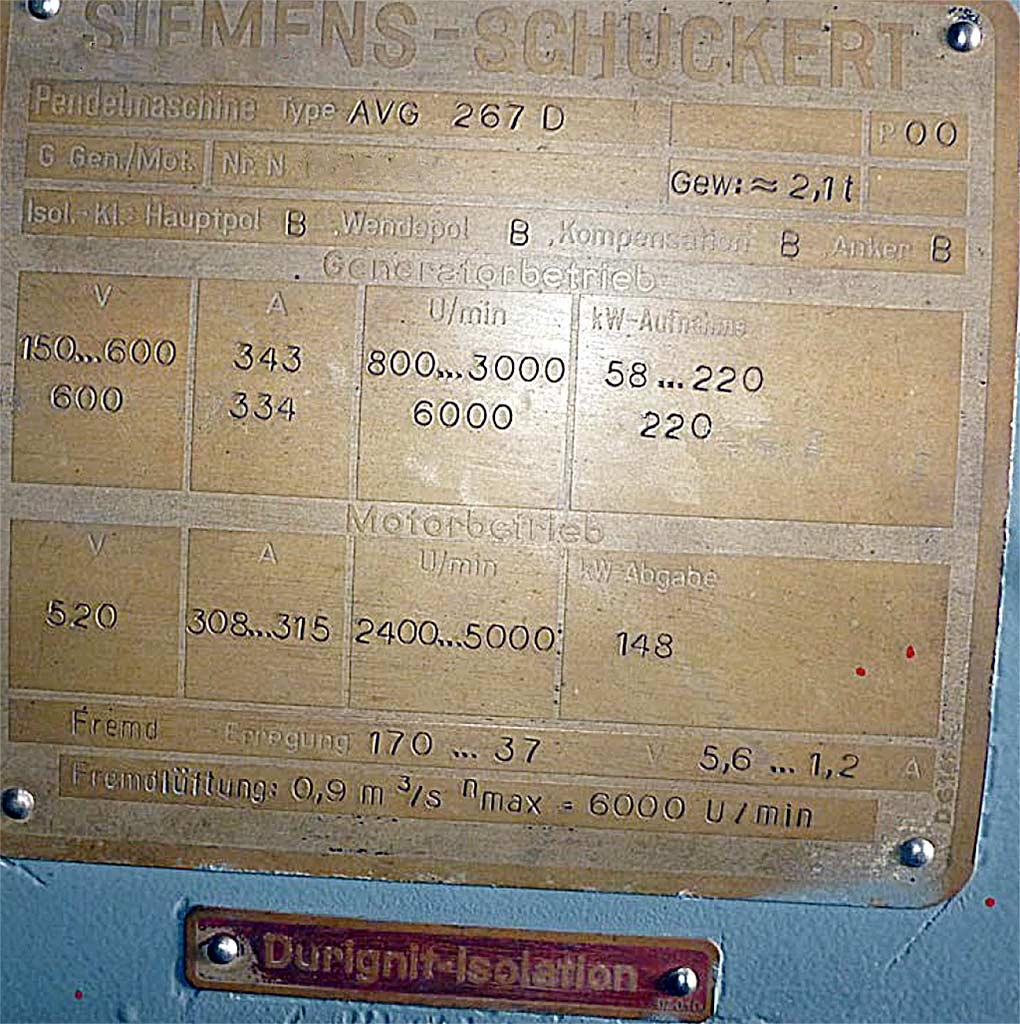 SIEMENS-SCHUCKERT
Pendelmaschine Type AVG 267 D P 00
G Gen./Mot. Nr. N Gew: ≈ 2,1 t
Isol.-Kl.: Hauptpol B , Wendepol B , Kompensation B , Anker B
Generatorbetrieb
V A U/min kW-Aufnahme
150...600 343 800...3000 58...220
600 334 6000 220
Motorbetrieb
V A U/min kW Abgabe
520 308...315 2400...5000 148
Fremd Erregung 170 ... 37 V 5,6 ... 1,2 A
Fremdlüftung: 0,9 m³/s nmax = 6000 U/min
Durignit-Isolation